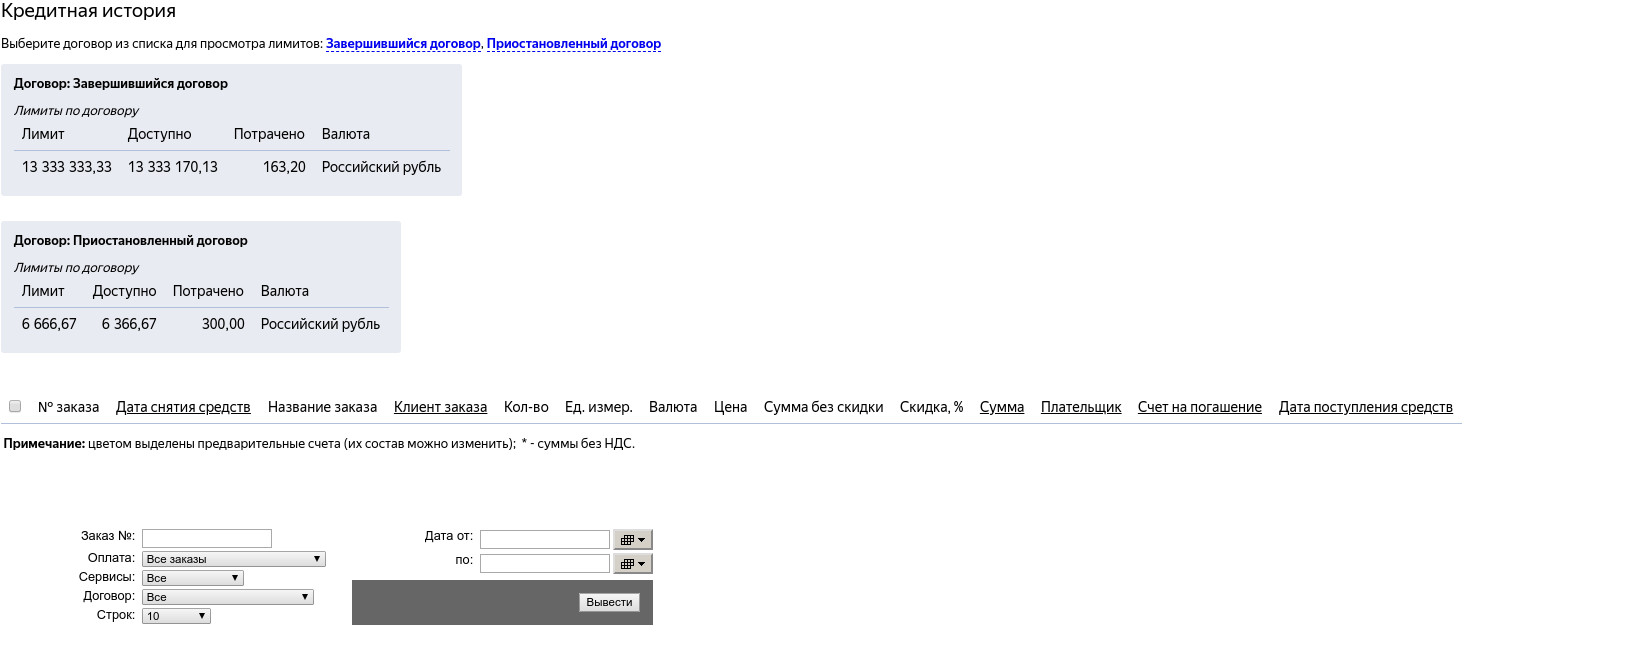 Кредитная история
Выберите договор из списка для просмотра лимитов: Завершившийся договор, Приостановленный договор
Договор: Завершившийся договор
Лимиты по договору
Лимит Доступно Потрачено Валюта
13 333 333,33 13 333 170,13 163,20 Российский рубль
Договор: Приостановленный договор
Лимиты по договору
Лимит Доступно Потрачено Валюта
6 666,67 6 366,67 300,00 Российский рубль
№ заказа Дата снятия средств Название заказа Клиент заказа Кол-во Ед. измер. Валюта Цена Сумма без скидки Скидка, % Сумма Плательщик Счет на погашение Дата поступления средств
Примечание: цветом выделены предварительные счета (их состав можно изменить); * - суммы без НДС.
Заказ №:
Оплата: Все заказы
Сервисы: Все
Договор: Все
Строк: 10
Дата от:
по:
Вывести